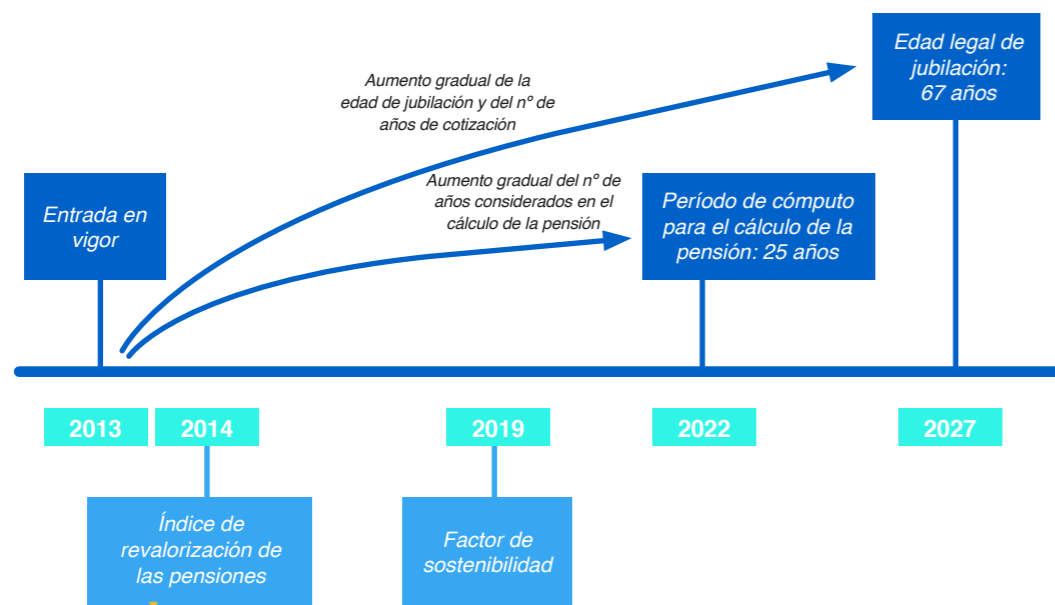 Edad legal de
jubilación:
67 años
Aumento gradual de la
edad de jubilación y del nº de
años de cotización
Entrada en
vigor
Aumento gradual del nº de
años considerados en el
cálculo de la pensión
Período de cómputo
para el cálculo de la
pensión: 25 años
2013
2014
2019
2022
2027
Índice de
revalorización de
las pensiones
Factor de
sostenibilidad